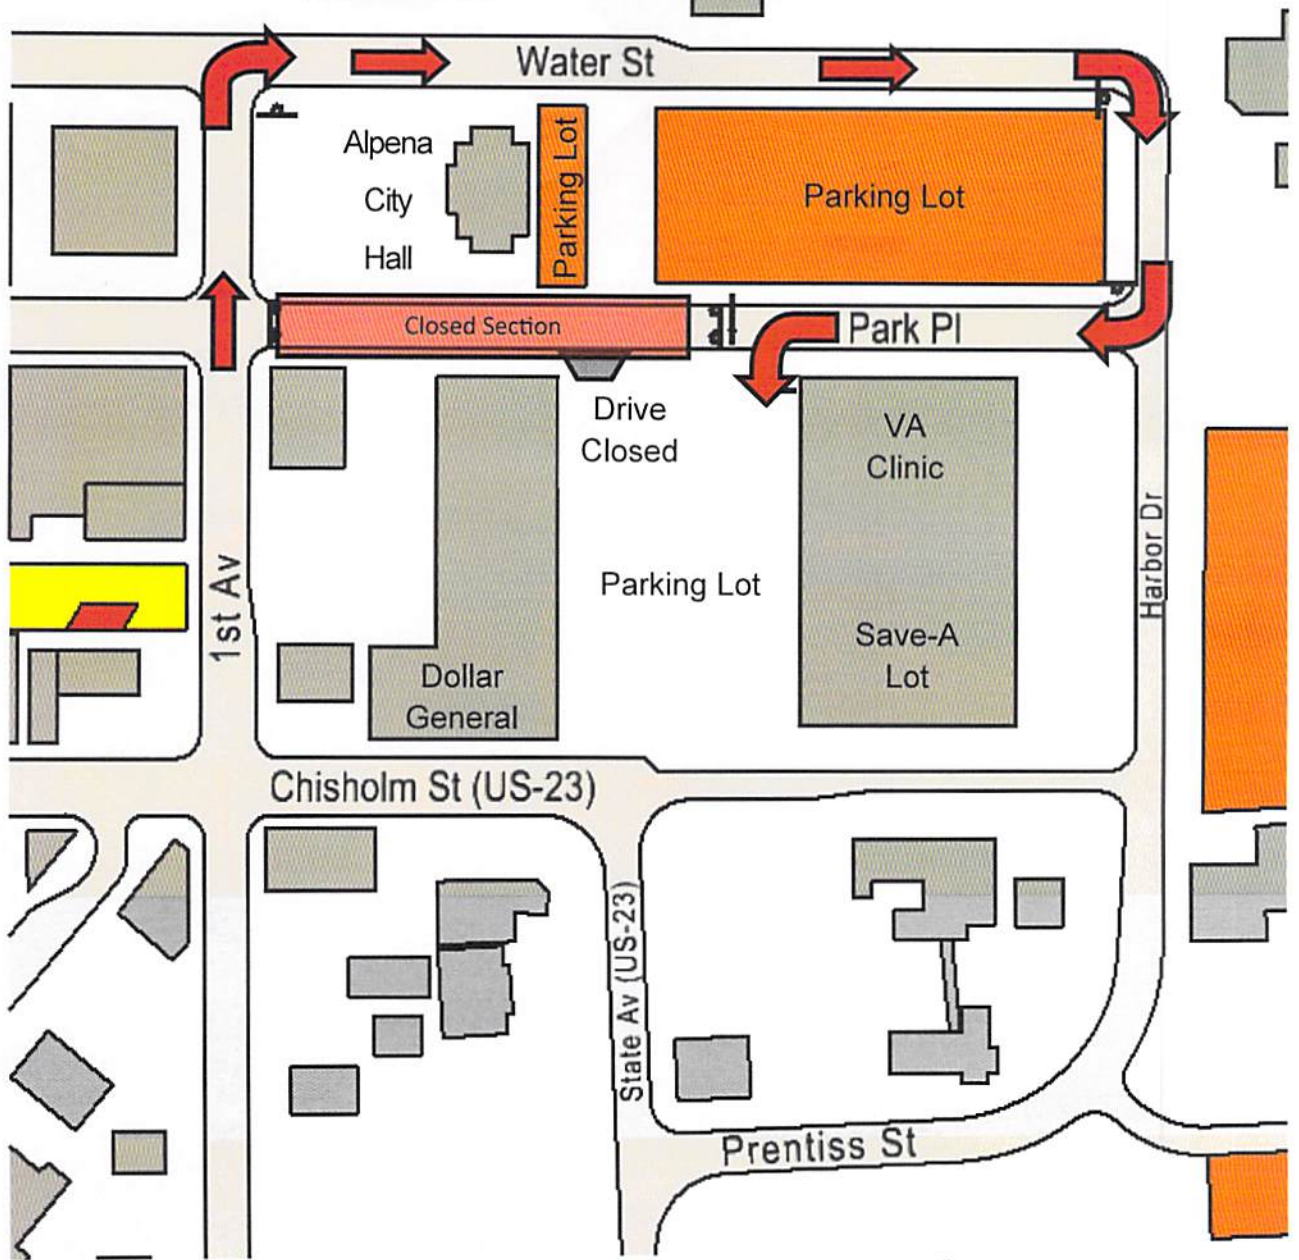 Water St
Alpena
City
Hall
Parking Lot
Parking Lot
Closed Section
Park Pl
Drive
Closed
VA
Clinic
Harbor Dr
1st Av
Parking Lot
Save-A
Lot
Dollar
General
Chisholm St (US-23)
State Av (US-23)
Prentiss St